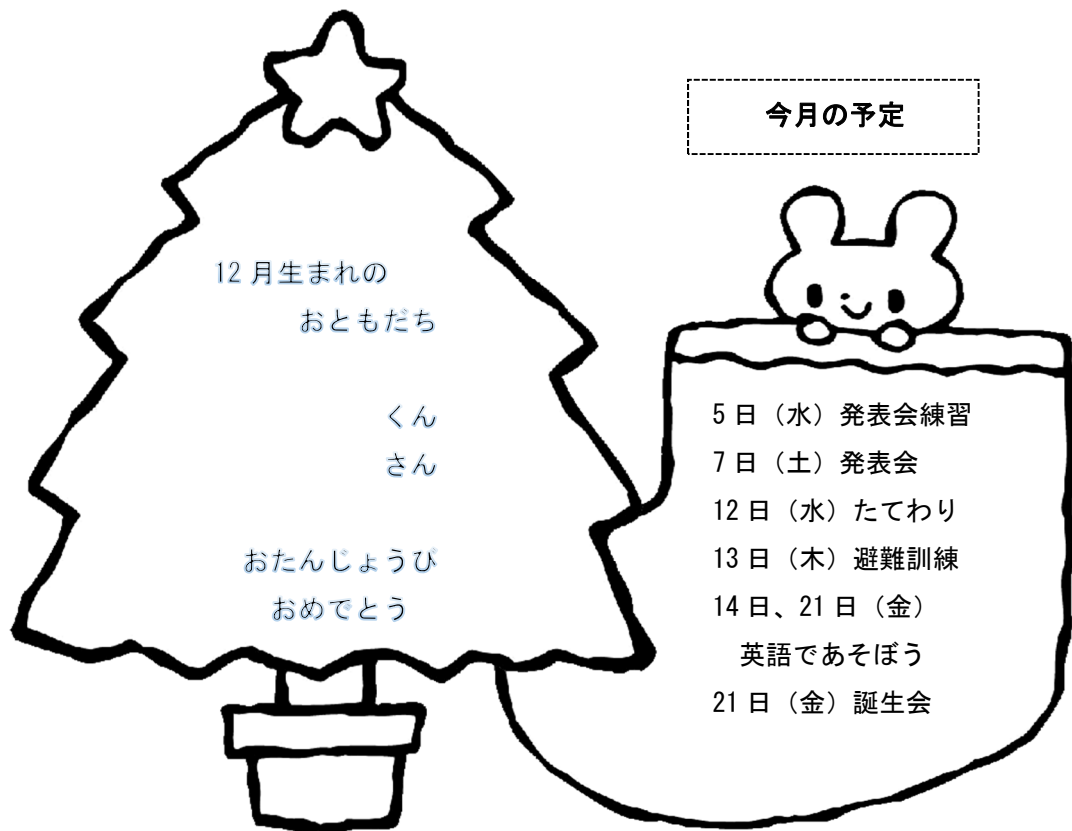 今月の予定
12月生まれの
おともだち
くん
さん
おたんじょうび
おめでとう
5日（水）発表会練習
7日（土）発表会
12日（水）たてわり
13日（木）避難訓練
14日、21日（金）
英語であそぼう
21日（金）誕生会